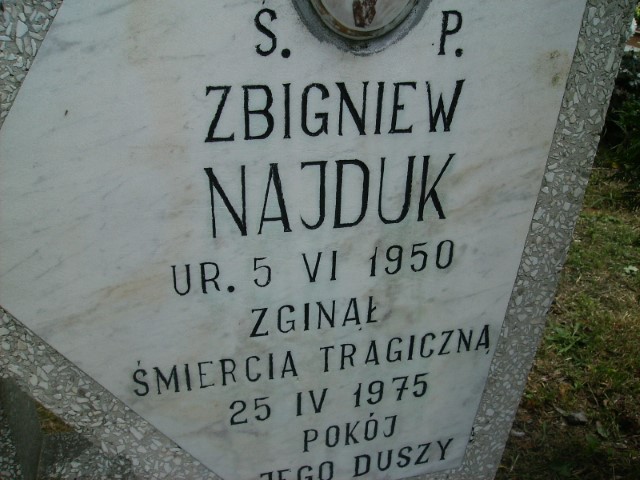 Ś. P.
ZBIGNIEW
NAJDUK
UR. 5 VI 1950
ZGINĄŁ
ŚMIERCIA TRAGICZNĄ
25 IV 1975
POKÓJ
JEGO DUSZY